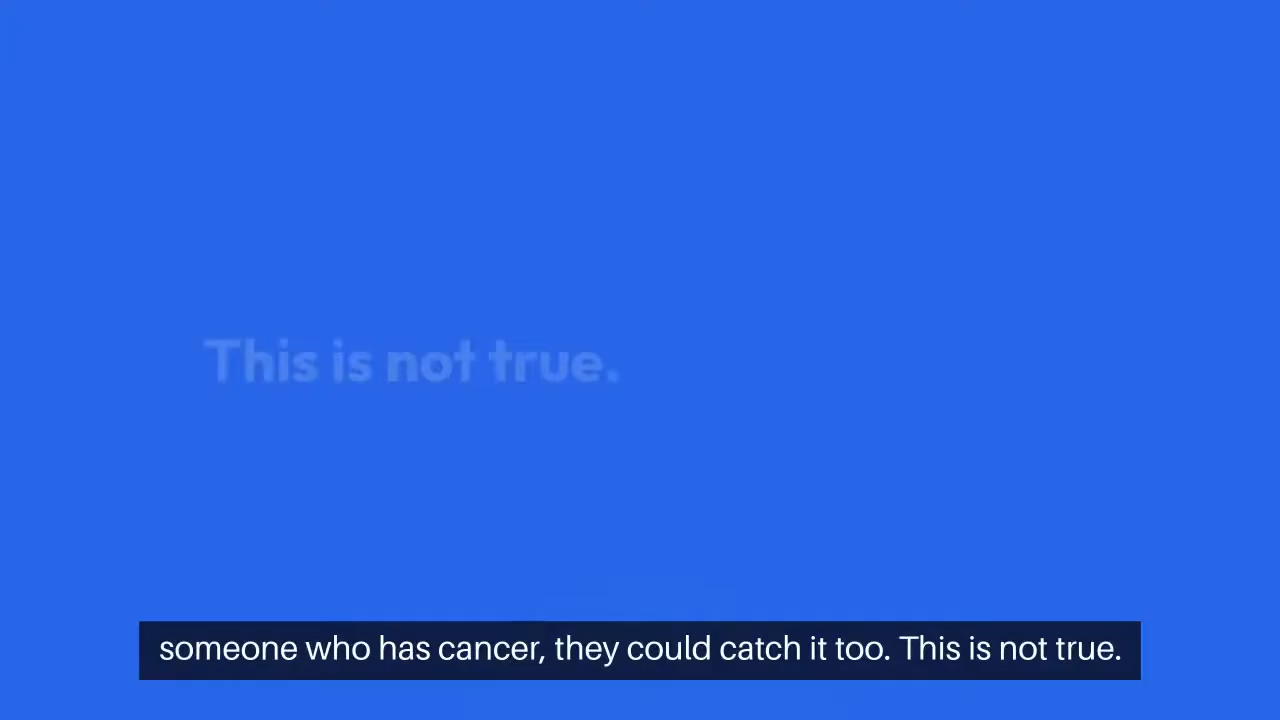 This is not true.
someone who has cancer, they could catch it too. This is not true.